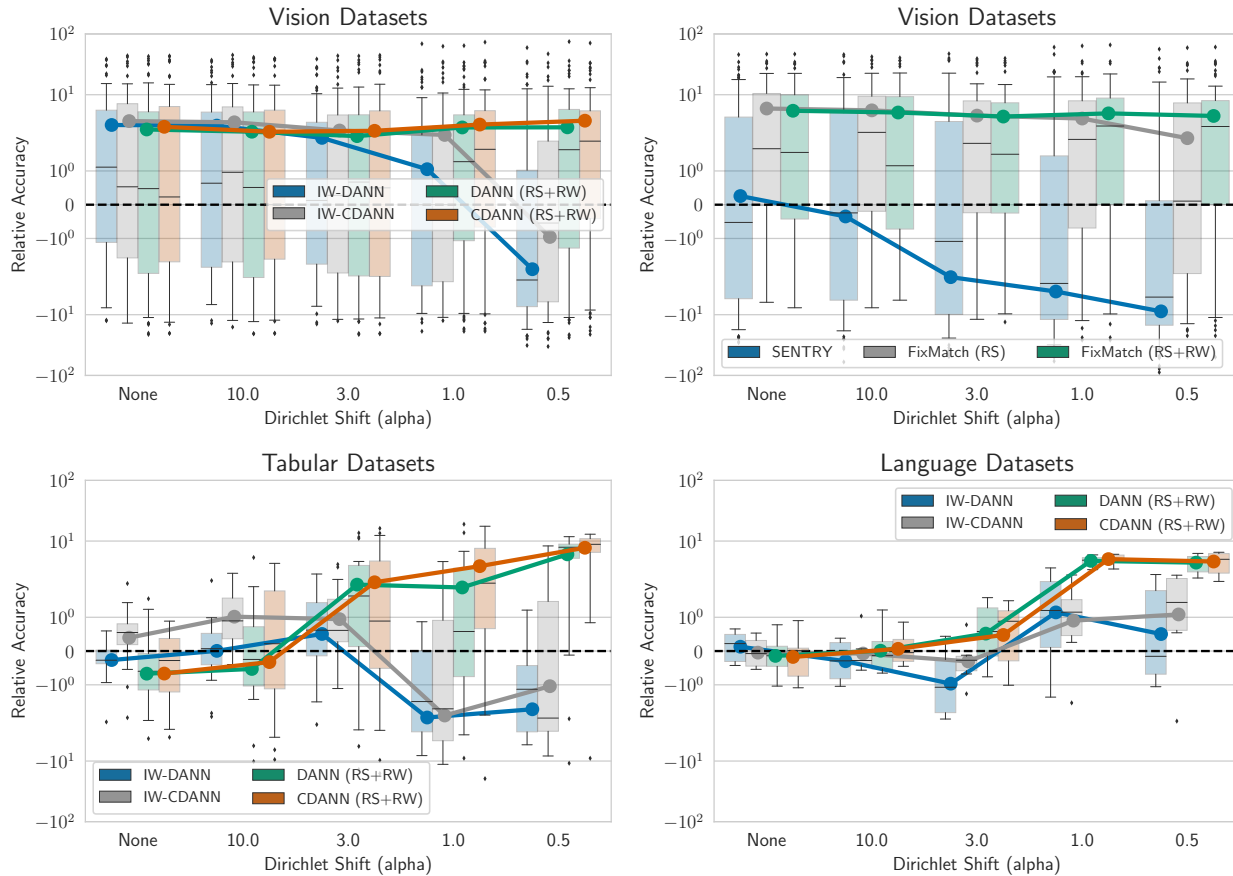 Vision Datasets
10²
10¹
10⁰
0
−10⁰
−10¹
−10²
Relative Accuracy
IW-DANN
IW-CDANN
DANN (RS+RW)
CDANN (RS+RW)
None 10.0 3.0 1.0 0.5
Dirichlet Shift (alpha)
Vision Datasets
10²
10¹
10⁰
0
−10⁰
−10¹
−10²
Relative Accuracy
SENTRY FixMatch (RS) FixMatch (RS+RW)
None 10.0 3.0 1.0 0.5
Dirichlet Shift (alpha)
Tabular Datasets
10²
10¹
10⁰
0
−10⁰
−10¹
−10²
Relative Accuracy
IW-DANN
IW-CDANN
DANN (RS+RW)
CDANN (RS+RW)
None 10.0 3.0 1.0 0.5
Dirichlet Shift (alpha)
Language Datasets
10²
10¹
10⁰
0
−10⁰
−10¹
−10²
Relative Accuracy
IW-DANN
IW-CDANN
DANN (RS+RW)
CDANN (RS+RW)
None 10.0 3.0 1.0 0.5
Dirichlet Shift (alpha)